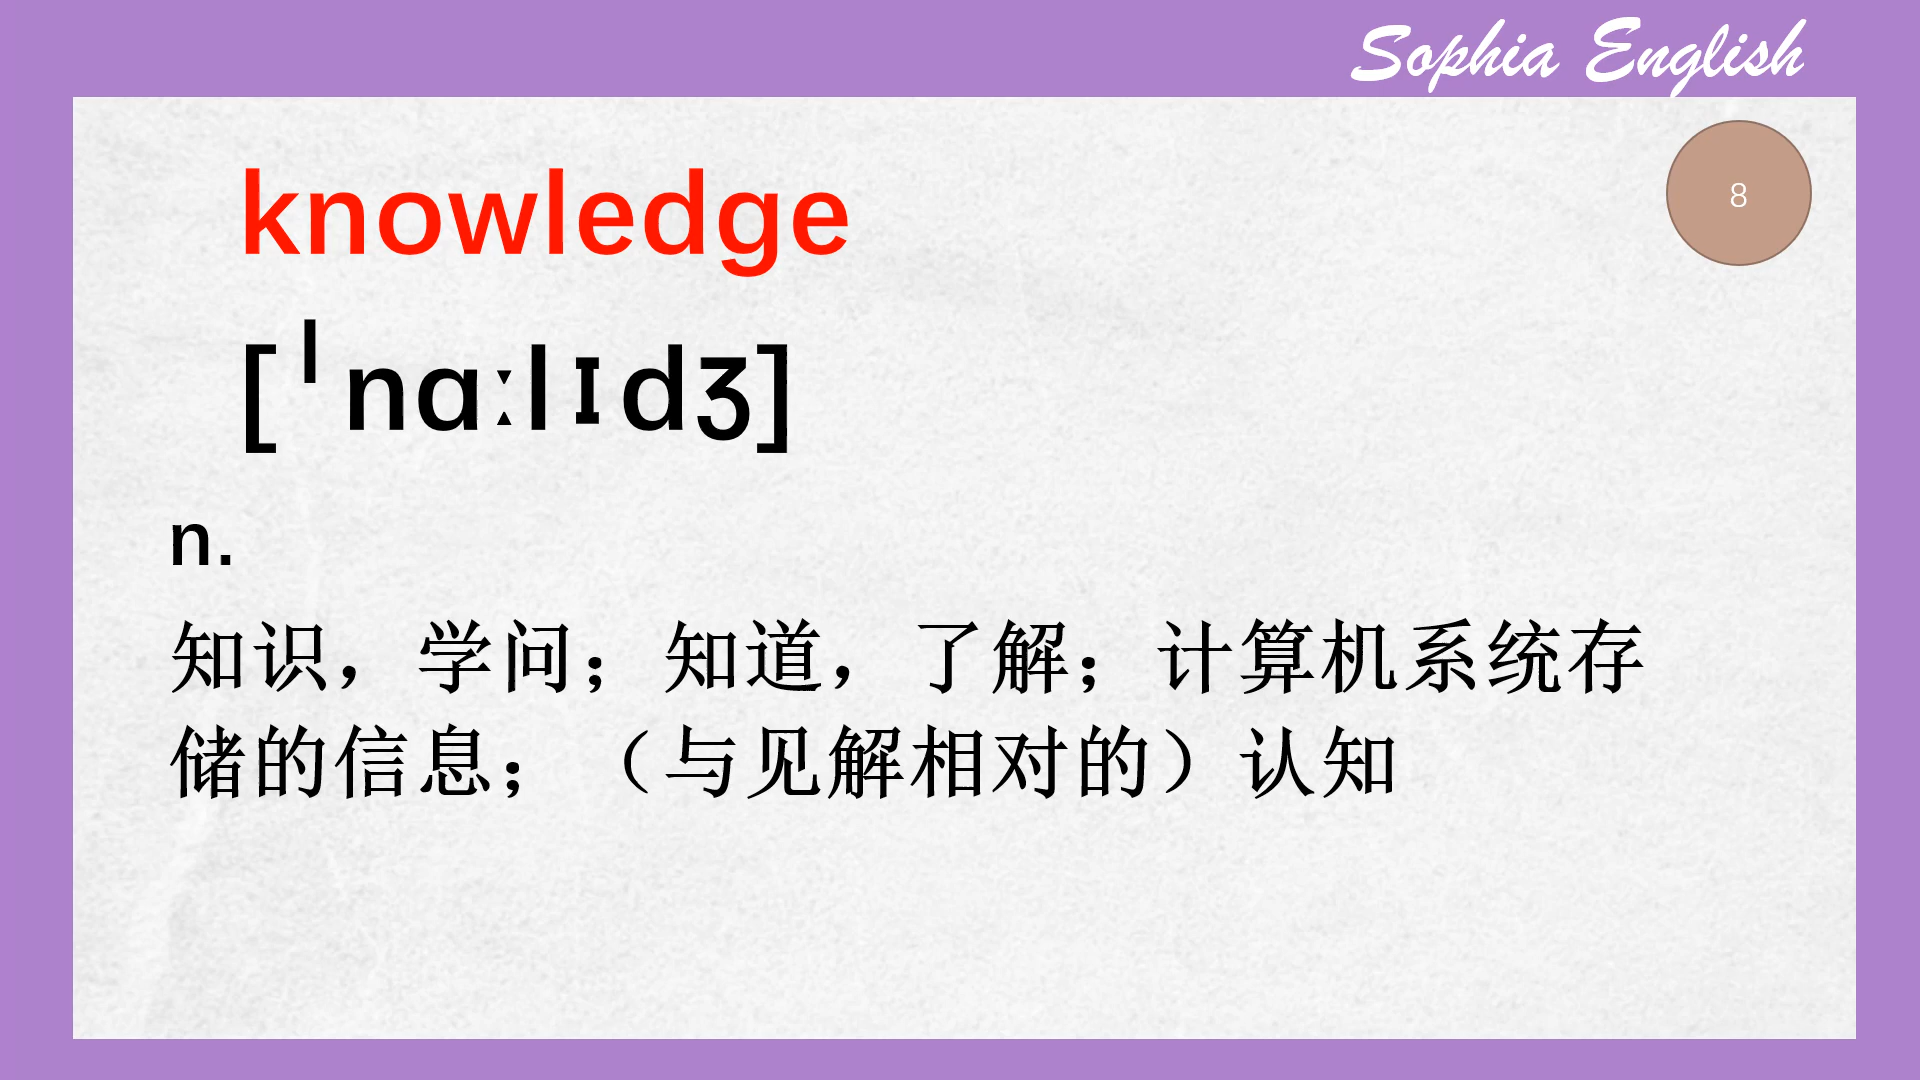 Sophia English
8
knowledge
[ˈnɑːlɪdʒ]
n.
知识，学问；知道，了解；计算机系统存
储的信息；（与见解相对的）认知